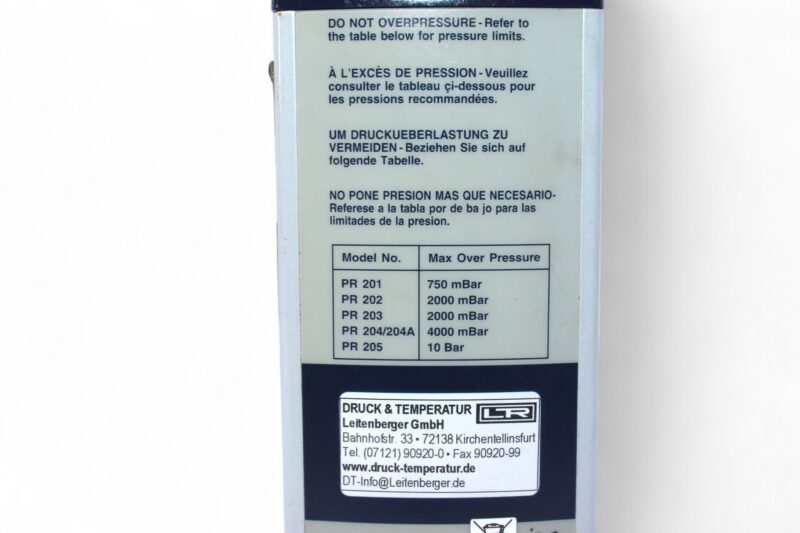 DO NOT OVERPRESSURE - Refer to
the table below for pressure limits.
À L'EXCÈS DE PRESSION - Veuillez
consulter le tableau çi-dessous pour
les pressions recommandées.
UM DRUCKUEBERLASTUNG ZU
VERMEIDEN - Beziehen Sie sich auf
folgende Tabelle.
NO PONE PRESION MAS QUE NECESARIO-
Referese a la tabla por de ba jo para las
limitades de la presion.
Model No. Max Over Pressure
PR 201 750 mBar
PR 202 2000 mBar
PR 203 2000 mBar
PR 204/204A 4000 mBar
PR 205 10 Bar
DRUCK & TEMPERATUR LR
Leitenberger GmbH
Bahnhofstr. 33 • 72138 Kirchentellinsfurt
Tel. (07121) 90920-0 • Fax 90920-99
www.druck-temperatur.de
DT-Info@Leitenberger.de